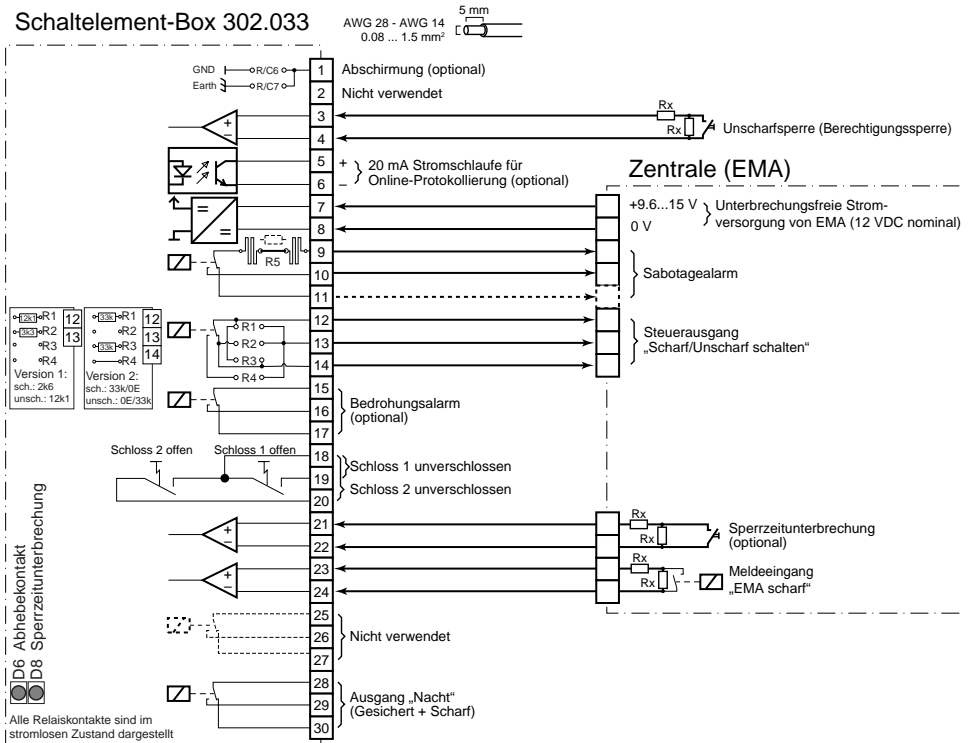 Schaltelement-Box 302.033
5 mm
AWG 28 - AWG 14
0.08 ... 1.5 mm²
GND
R/C6
1
Abschirmung (optional)
Earth
R/C7
2
Nicht verwendet
+
–
3
4
Rx
Rx
Unscharfsperre (Berechtigungssperre)
5
6
+
–
20 mA Stromschlaufe für
Online-Protokollierung (optional)
Zentrale (EMA)
=
=
7
8
+9.6...15 V
0 V
Unterbrechungsfreie Strom-
versorgung von EMA (12 VDC nominal)
R5
9
10
11
Sabotagealarm
12k1 R1 12
3k3 R2 13
R3
R4
Version 1:
sch.: 2k6
unsch.: 12k1
33k R1 12
R2 13
33k R3 14
R4
Version 2:
sch.: 33k/0E
unsch.: 0E/33k
R1
R2
R3
R4
12
13
14
Steuerausgang
„Scharf/Unscharf schalten“
15
16
17
Bedrohungsalarm
(optional)
Schloss 2 offen
Schloss 1 offen
18
19
20
Schloss 1 unverschlossen
Schloss 2 unverschlossen
+
–
21
22
Rx
Rx
Sperrzeitunterbrechung
(optional)
+
–
23
24
Rx
Rx
Meldeeingang
„EMA scharf“
25
26
27
Nicht verwendet
D6 Abhebekontakt
D8 Sperrzeitunterbrechung
28
29
30
Ausgang „Nacht“
(Gesichert + Scharf)
Alle Relaiskontakte sind im
stromlosen Zustand dargestellt